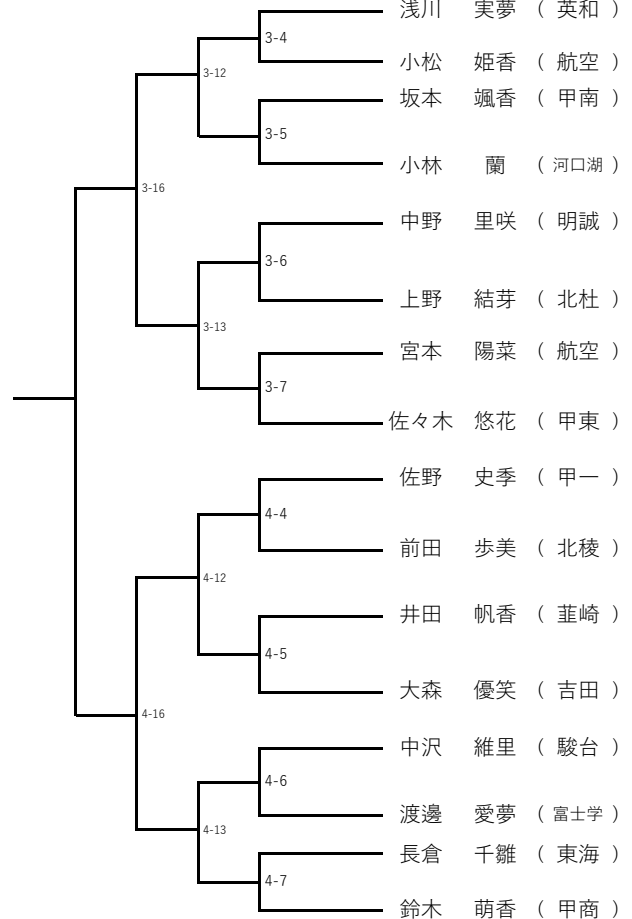 浅川 実夢 ( 英和 )
3-4
小松 姫香 ( 航空 )
3-12
坂本 颯香 ( 甲南 )
3-5
小林 蘭 ( 河口湖 )
3-16
中野 里咲 ( 明誠 )
3-6
上野 結芽 ( 北杜 )
3-13
宮本 陽菜 ( 航空 )
3-7
佐々木 悠花 ( 甲東 )
佐野 史季 ( 甲一 )
4-4
前田 歩美 ( 北稜 )
4-12
井田 帆香 ( 韮崎 )
4-5
大森 優笑 ( 吉田 )
4-16
中沢 維里 ( 駿台 )
4-6
渡邊 愛夢 ( 富士学 )
4-13
長倉 千雛 ( 東海 )
4-7
鈴木 萌香 ( 甲商 )